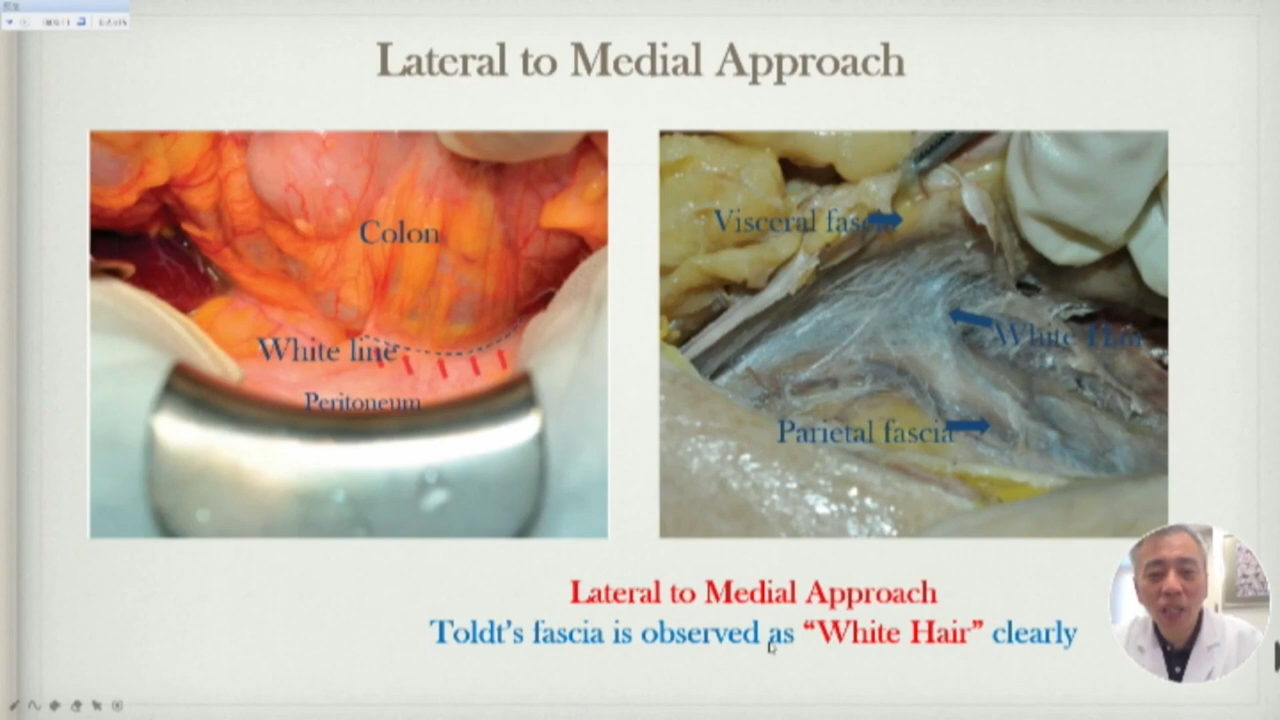 Lateral to Medial Approach
Colon
White line
Peritoneum
Visceral fascia
White Hair
Parietal fascia
Lateral to Medial Approach
Toldt's fascia is observed as “White Hair” clearly